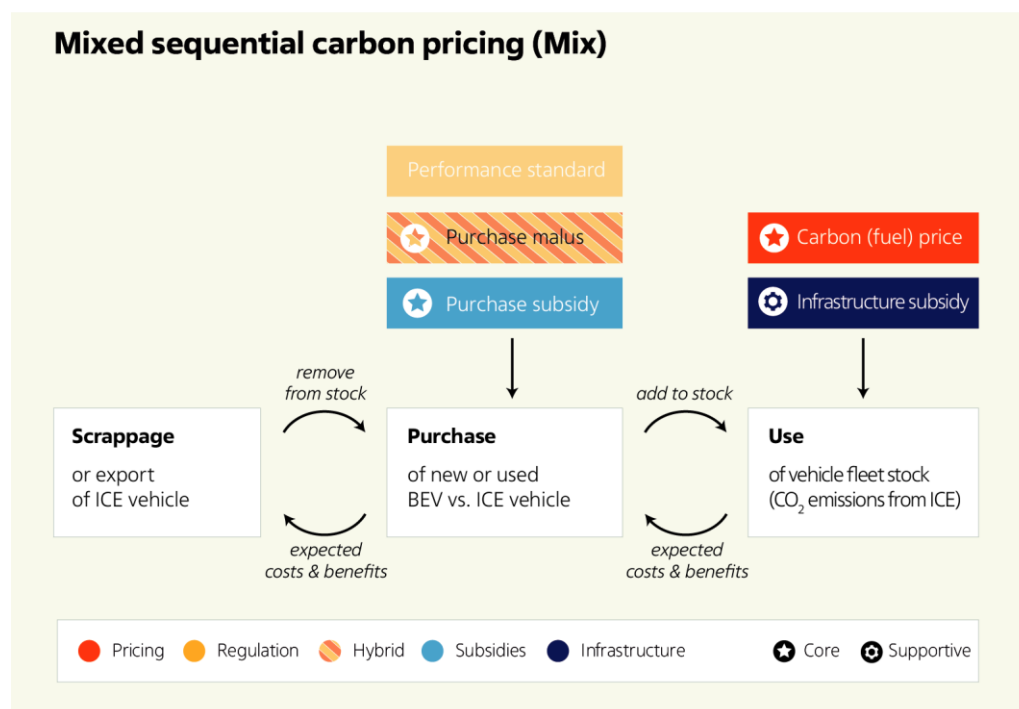 Mixed sequential carbon pricing (Mix)
Performance standard
Purchase malus
Carbon (fuel) price
Purchase subsidy
Infrastructure subsidy
remove
from stock
add to stock
Scrappage
or export
of ICE vehicle
Purchase
of new or used
BEV vs. ICE vehicle
Use
of vehicle fleet stock
(CO₂ emissions from ICE)
expected
costs & benefits
expected
costs & benefits
Pricing
Regulation
Hybrid
Subsidies
Infrastructure
Core
Supportive